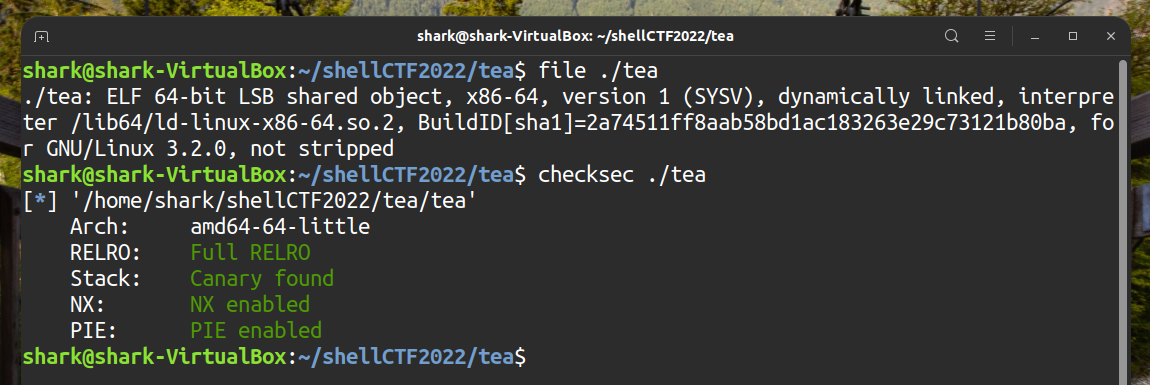 shark@shark-VirtualBox: ~/shellCTF2022/tea
shark@shark-VirtualBox:~/shellCTF2022/tea$ file ./tea
./tea: ELF 64-bit LSB shared object, x86-64, version 1 (SYSV), dynamically linked, interpre
ter /lib64/ld-linux-x86-64.so.2, BuildID[sha1]=2a74511ff8aab58bd1ac183263e29c73121b80ba, fo
r GNU/Linux 3.2.0, not stripped
shark@shark-VirtualBox:~/shellCTF2022/tea$ checksec ./tea
[*] '/home/shark/shellCTF2022/tea/tea'
    Arch:     amd64-64-little
    RELRO:    Full RELRO
    Stack:    Canary found
    NX:       NX enabled
    PIE:      PIE enabled
shark@shark-VirtualBox:~/shellCTF2022/tea$